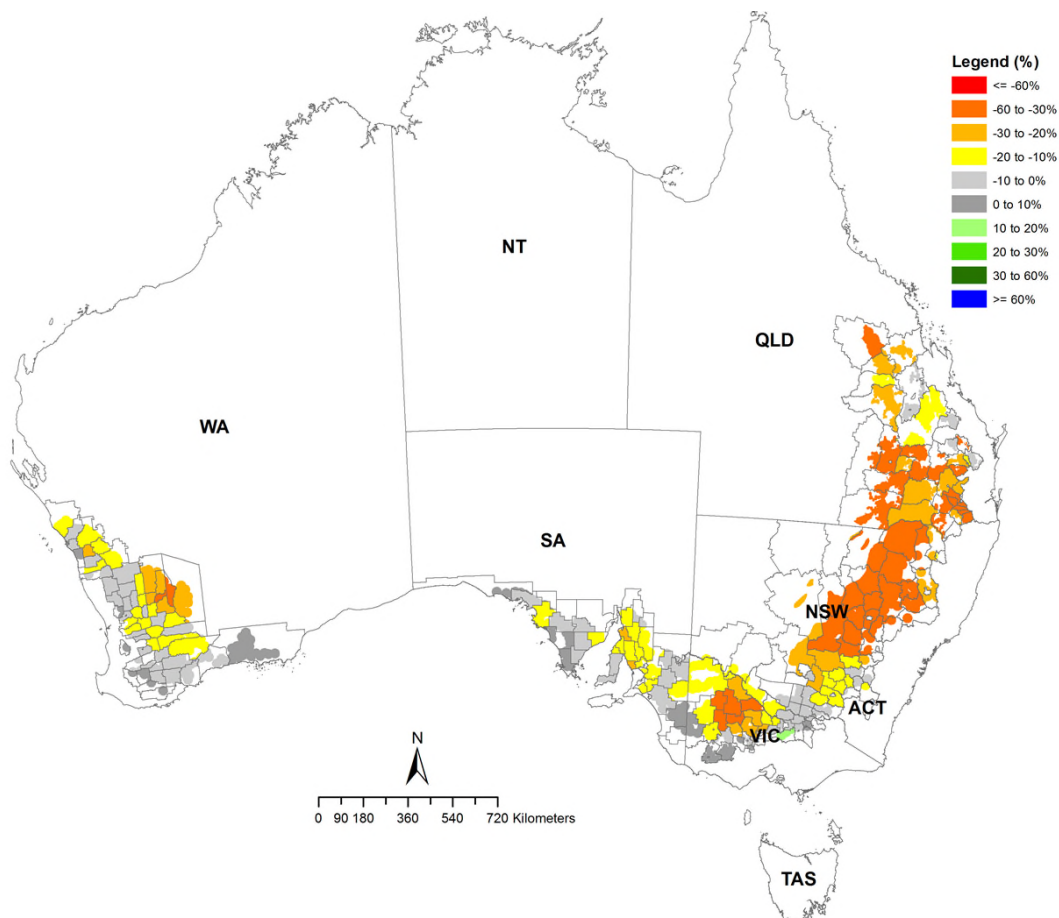 Legend (%)
<= -60%
-60 to -30%
-30 to -20%
-20 to -10%
-10 to 0%
0 to 10%
10 to 20%
20 to 30%
30 to 60%
>= 60%
NT
QLD
WA
SA
NSW
ACT
VIC
N
0 90 180 360 540 720 Kilometers
TAS